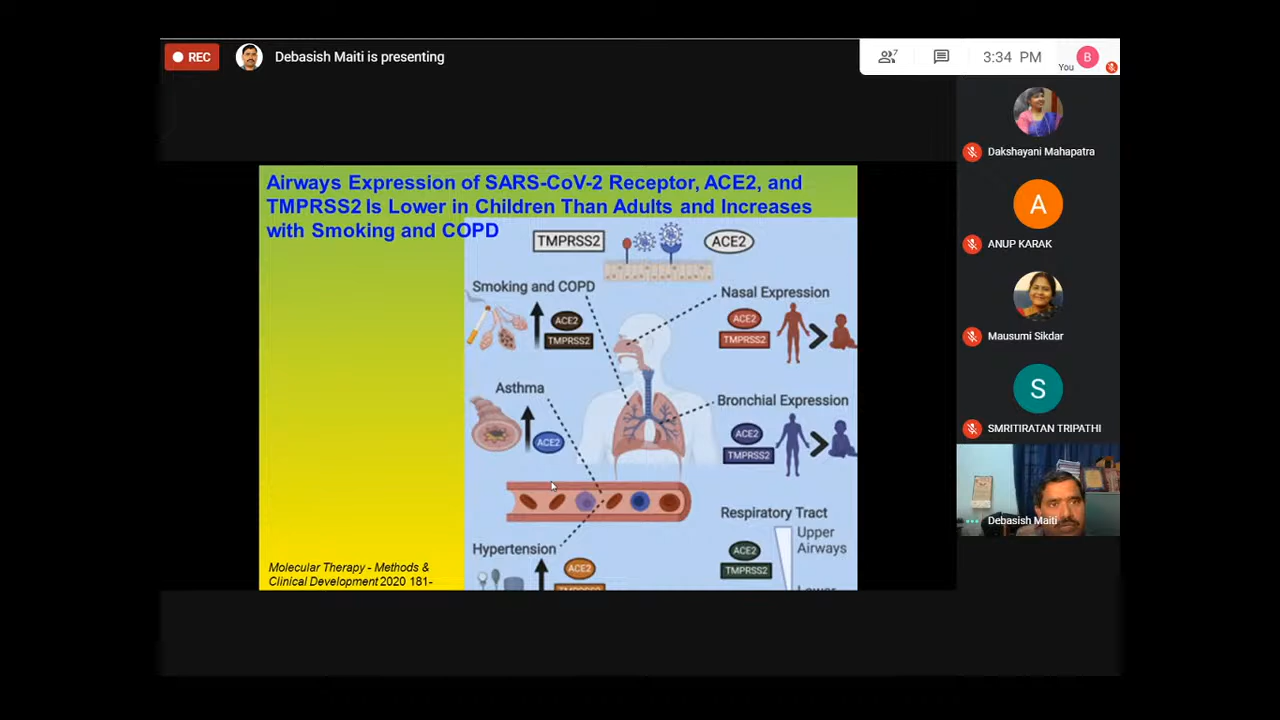 REC
Debasish Maiti is presenting
7
3:34 PM
You
B
Airways Expression of SARS-CoV-2 Receptor, ACE2, and
TMPRSS2 Is Lower in Children Than Adults and Increases
with Smoking and COPD
TMPRSS2
ACE2
Smoking and COPD
ACE2
TMPRSS2
Nasal Expression
ACE2
TMPRSS2
Asthma
ACE2
Bronchial Expression
ACE2
TMPRSS2
Hypertension
ACE2
TMPRSS2
Respiratory Tract
Upper
Airways
Lower
ACE2
TMPRSS2
Molecular Therapy - Methods &
Clinical Development 2020 181-
Dakshayani Mahapatra
A
ANUP KARAK
Mausumi Sikdar
S
SMRITIRATAN TRIPATHI
Debasish Maiti